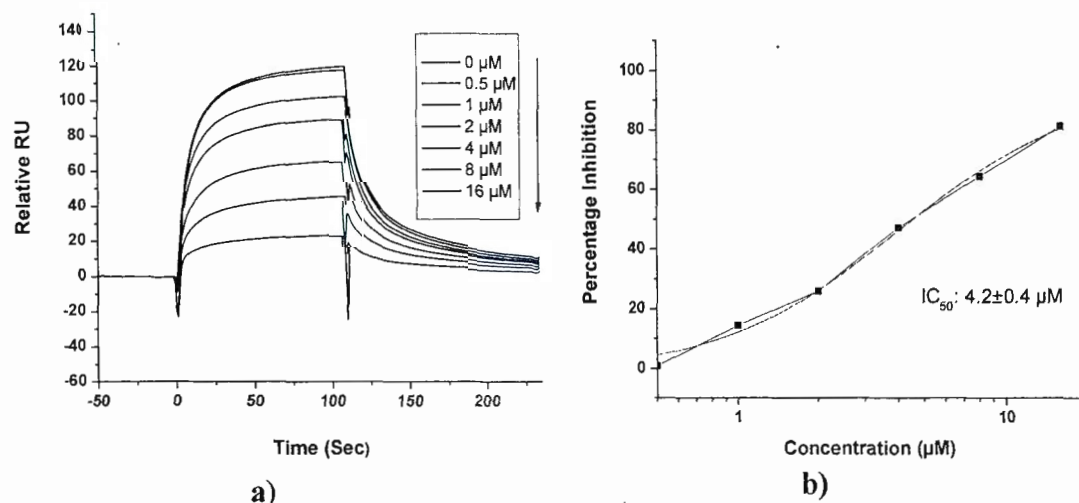 Relative RU
140
120
100
80
60
40
20
0
-20
-40
-60
-50
0
50
100
150
200
Time (Sec)
0 µM
0.5 µM
1 µM
2 µM
4 µM
8 µM
16 µM
a)
Percentage Inhibition
100
80
60
40
20
0
1
10
Concentration (µM)
IC50: 4.2±0.4 µM
b)